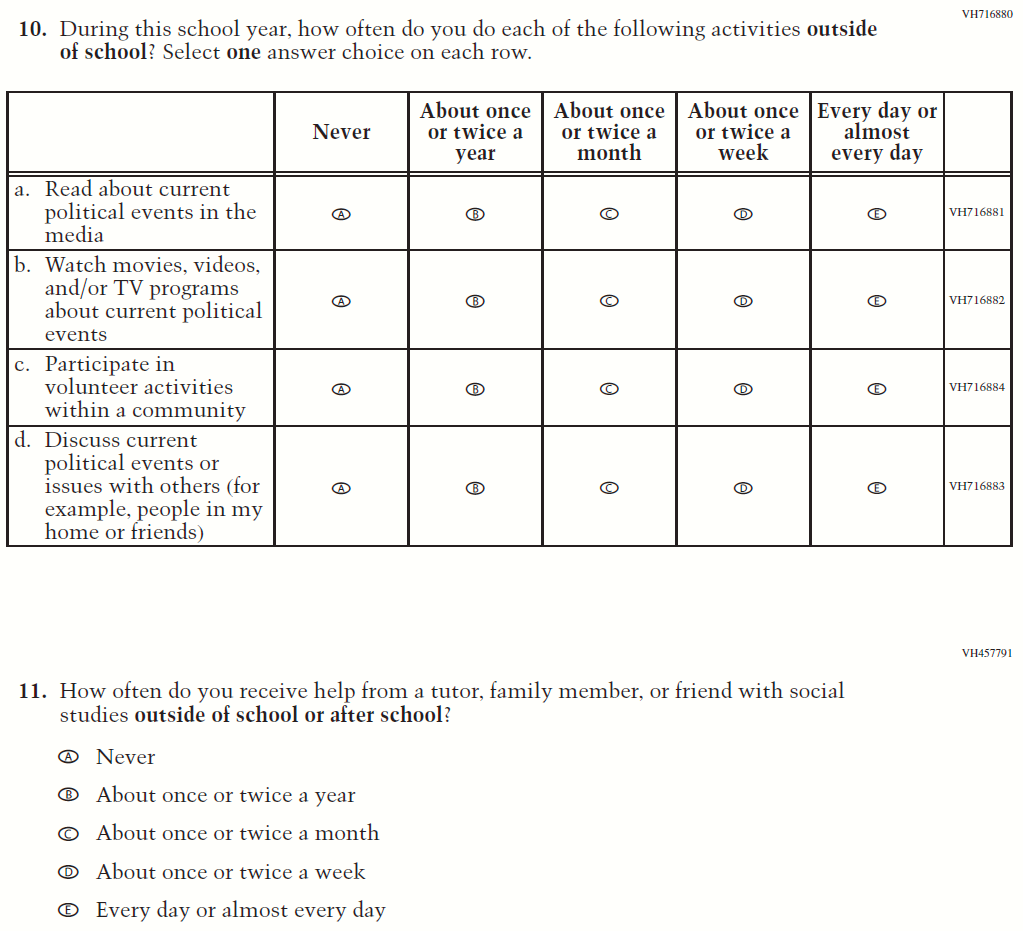 VH716880
10. During this school year, how often do you do each of the following activities outside
of school? Select one answer choice on each row.
Never
About once
or twice a
year
About once
or twice a
month
About once
or twice a
week
Every day or
almost
every day
a. Read about current
political events in the
media
A B C D E VH716881
b. Watch movies, videos,
and/or TV programs
about current political
events
A B C D E VH716882
c. Participate in
volunteer activities
within a community
A B C D E VH716884
d. Discuss current
political events or
issues with others (for
example, people in my
home or friends)
A B C D E VH716883
VH457791
11. How often do you receive help from a tutor, family member, or friend with social
studies outside of school or after school?
A Never
B About once or twice a year
C About once or twice a month
D About once or twice a week
E Every day or almost every day